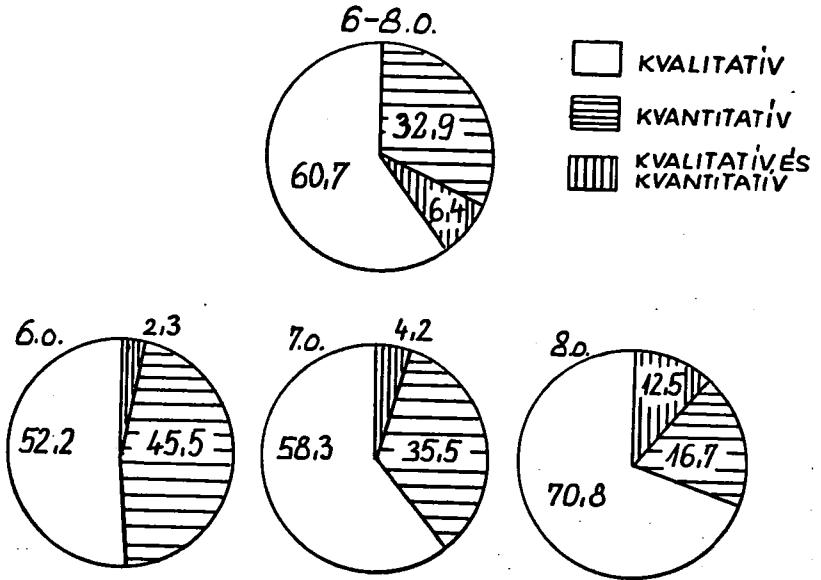 6-8.o.
32,9
60,7
6,4
KVALITATÍV
KVANTITATÍV
KVALITATÍV ÉS
KVANTITATÍV
6.o.
2,3
52,2
45,5
7.o.
4,2
58,3
35,5
8.o.
12,5
16,7
70,8